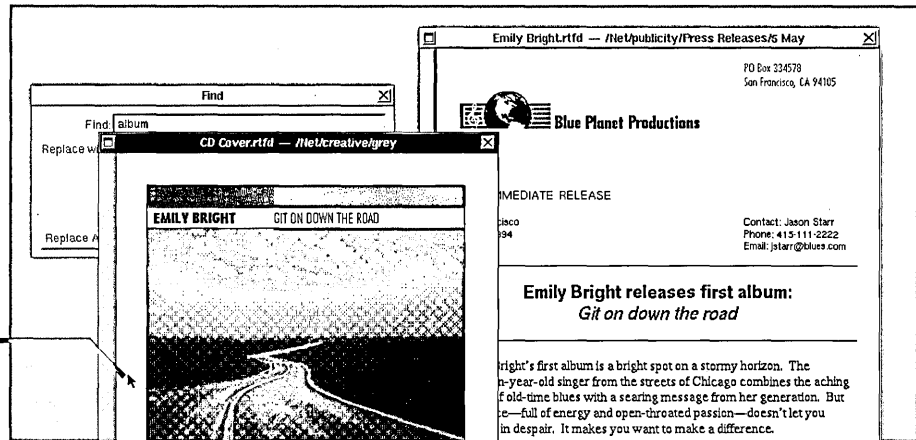 Find
Find: album
Replace
Replace
CD Cover.rtfd — /Net/creative/grey
EMILY BRIGHT GIT ON DOWN THE ROAD
Emily Bright.rtfd — /Net/publicity/Press Releases/5 May
PO Box 334578
San Francisco, CA 94105
Blue Planet Productions
MMEDIATE RELEASE
cisco
994
Contact: Jason Starr
Phone: 415-111-2222
Email: jstarr@blues.com
Emily Bright releases first album:
Git on down the road
right's first album is a bright spot on a stormy horizon. The
n-year-old singer from the streets of Chicago combines the aching
f old-time blues with a searing message from her generation. But
e—full of energy and open-throated passion—doesn't let you
in despair. It makes you want to make a difference.